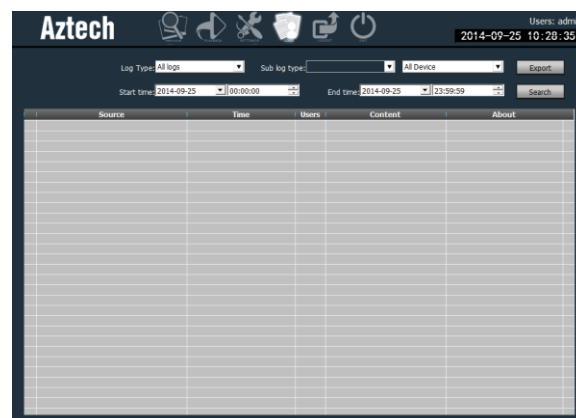 Aztech
Users: adm
2014-09-25 10:28:35
Log Type: All logs Sub log type: All Device Export
Start time: 2014-09-25 00:00:00 End time: 2014-09-25 23:59:59 Search
Source Time Users Content About